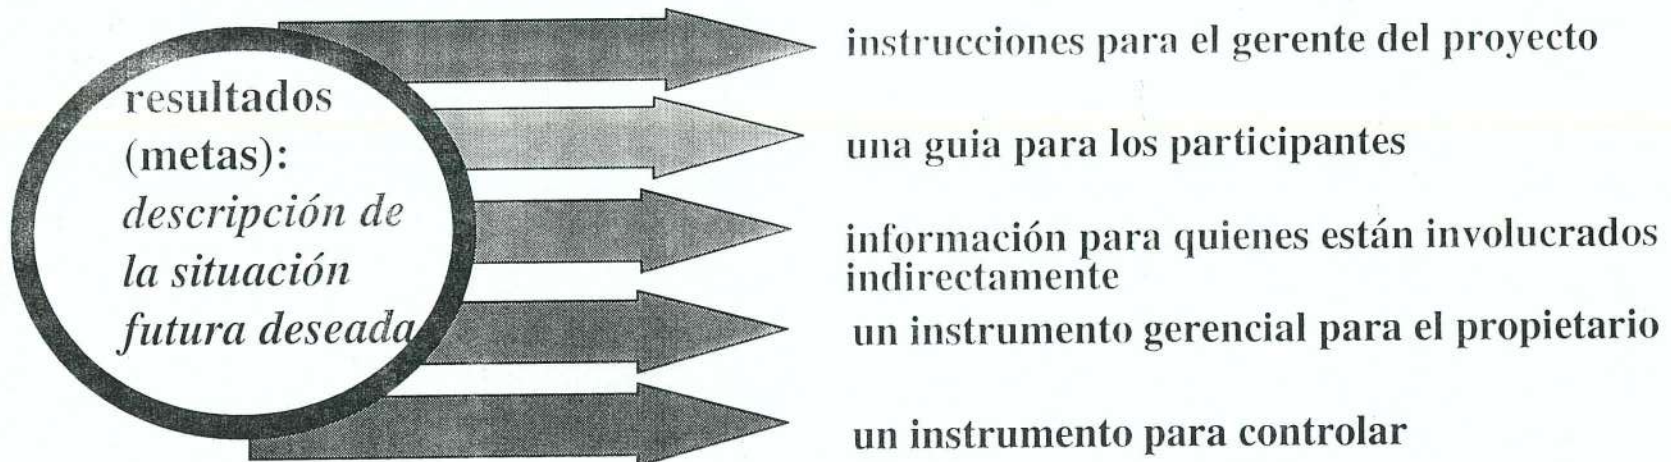 resultados
(metas):
descripción de
la situación
futura deseada
instrucciones para el gerente del proyecto
una guia para los participantes
información para quienes están involucrados
indirectamente
un instrumento gerencial para el propietario
un instrumento para controlar